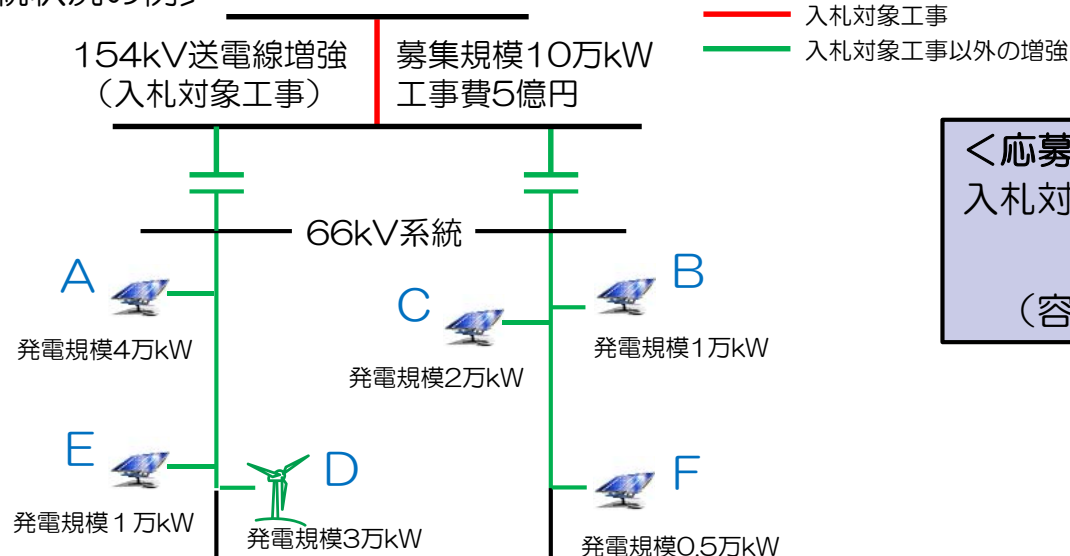 入札対象工事
入札対象工事以外の増強
154kV送電線増強
（入札対象工事）
募集規模10万kW
工事費5億円
＜応募
入札対
（容
66kV系統
A
発電規模4万kW
B
発電規模1万kW
C
発電規模2万kW
E
発電規模１万kW
D
発電規模3万kW
F
発電規模0.5万kW